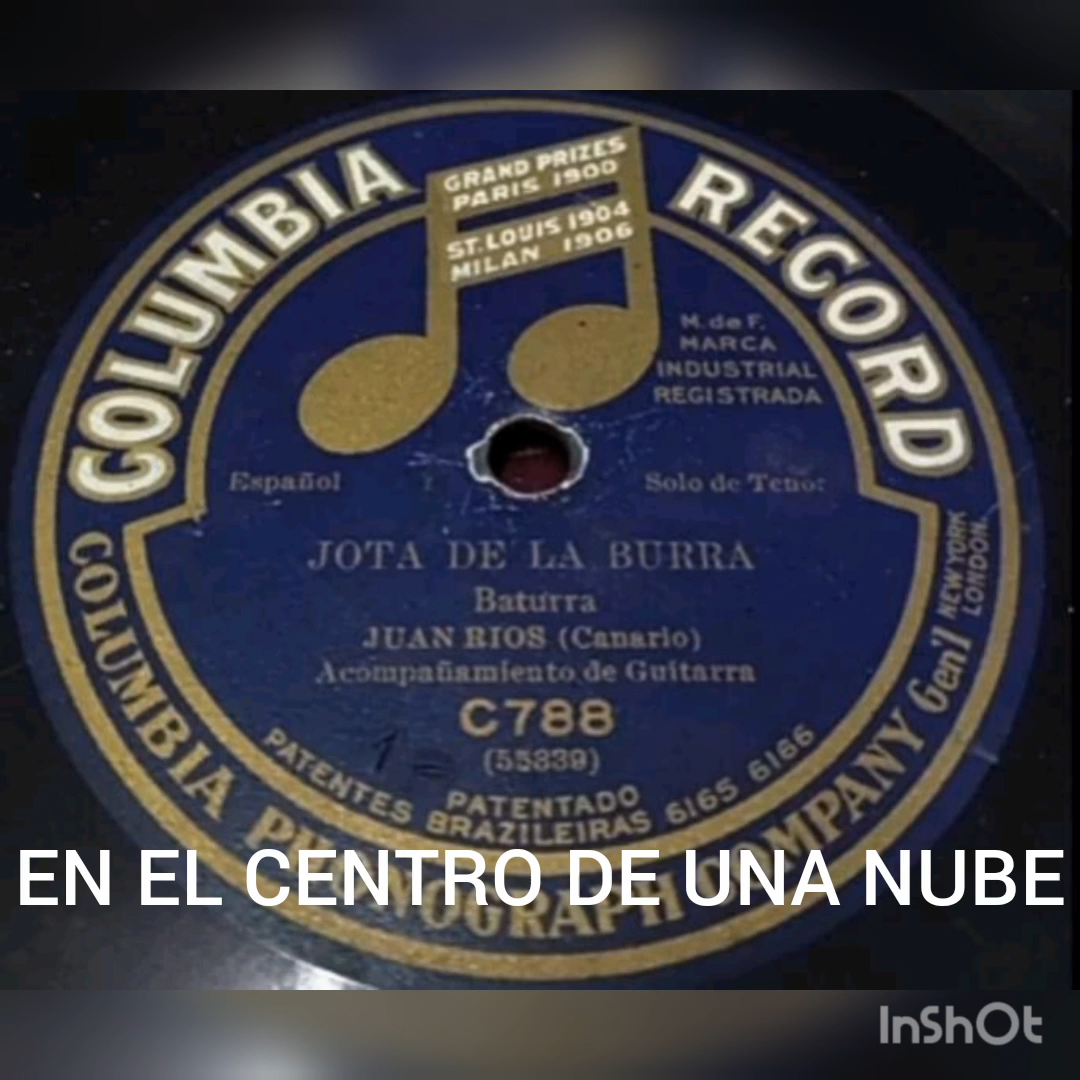 COLUMBIA RECORD
GRAND PRIZES
PARIS 1900
ST. LOUIS 1904
MILAN 1906
M. de F.
MARCA
INDUSTRIAL
REGISTRADA
Español
Solo de Tenor
JOTA DE LA BURRA
Baturra
JUAN RIOS (Canario)
Acompañamiento de Guitarra
C788
(55339)
PATENTADO
PATENTES BRAZILEIRAS 6165 6166
COLUMBIA PHONOGRAPH COMPANY Gen'l
NEW YORK
LONDON.
EN EL CENTRO DE UNA NUBE
InShOt